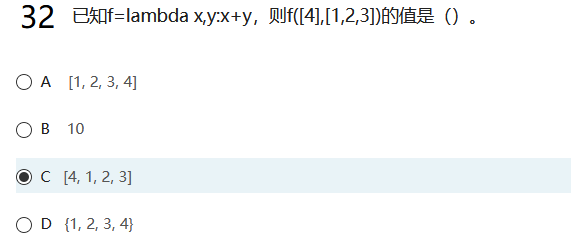 32 已知f=lambda x,y:x+y，则f([4],[1,2,3])的值是（）。
A [1, 2, 3, 4]
B 10
C [4, 1, 2, 3]
D {1, 2, 3, 4}